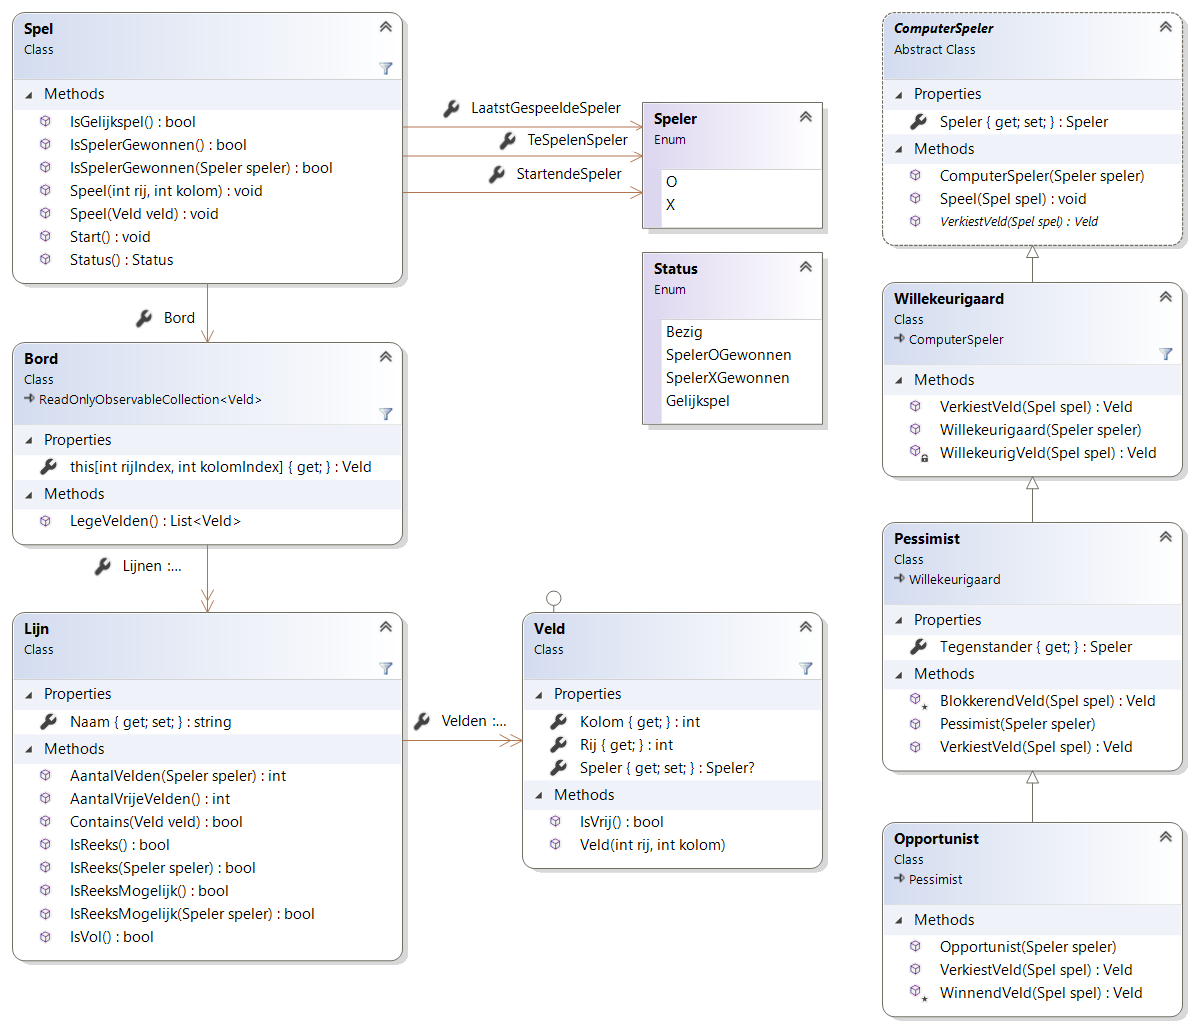 Spel
Class
Methods
IsGelijkspel() : bool
IsSpelerGewonnen() : bool
IsSpelerGewonnen(Speler speler) : bool
Speel(int rij, int kolom) : void
Speel(Veld veld) : void
Start() : void
Status() : Status
LaatstGespeeldeSpeler
TeSpelenSpeler
StartendeSpeler
Speler
Enum
O
X
Status
Enum
Bezig
SpelerOGewonnen
SpelerXGewonnen
Gelijkspel
Bord
Bord
Class
ReadOnlyObservableCollection<Veld>
Properties
this[int rijIndex, int kolomIndex] { get; } : Veld
Methods
LegeVelden() : List<Veld>
Lijnen :...
Lijn
Class
Properties
Naam { get; set; } : string
Methods
AantalVelden(Speler speler) : int
AantalVrijeVelden() : int
Contains(Veld veld) : bool
IsReeks() : bool
IsReeks(Speler speler) : bool
IsReeksMogelijk() : bool
IsReeksMogelijk(Speler speler) : bool
IsVol() : bool
Velden :...
Veld
Class
Properties
Kolom { get; } : int
Rij { get; } : int
Speler { get; set; } : Speler?
Methods
IsVrij() : bool
Veld(int rij, int kolom)
ComputerSpeler
Abstract Class
Properties
Speler { get; set; } : Speler
Methods
ComputerSpeler(Speler speler)
Speel(Spel spel) : void
VerkiestVeld(Spel spel) : Veld
Willekeurigaard
Class
ComputerSpeler
Methods
VerkiestVeld(Spel spel) : Veld
Willekeurigaard(Speler speler)
WillekeurigVeld(Spel spel) : Veld
Pessimist
Class
Willekeurigaard
Properties
Tegenstander { get; } : Speler
Methods
BlokkerendVeld(Spel spel) : Veld
Pessimist(Speler speler)
VerkiestVeld(Spel spel) : Veld
Opportunist
Class
Pessimist
Methods
Opportunist(Speler speler)
VerkiestVeld(Spel spel) : Veld
WinnendVeld(Spel spel) : Veld